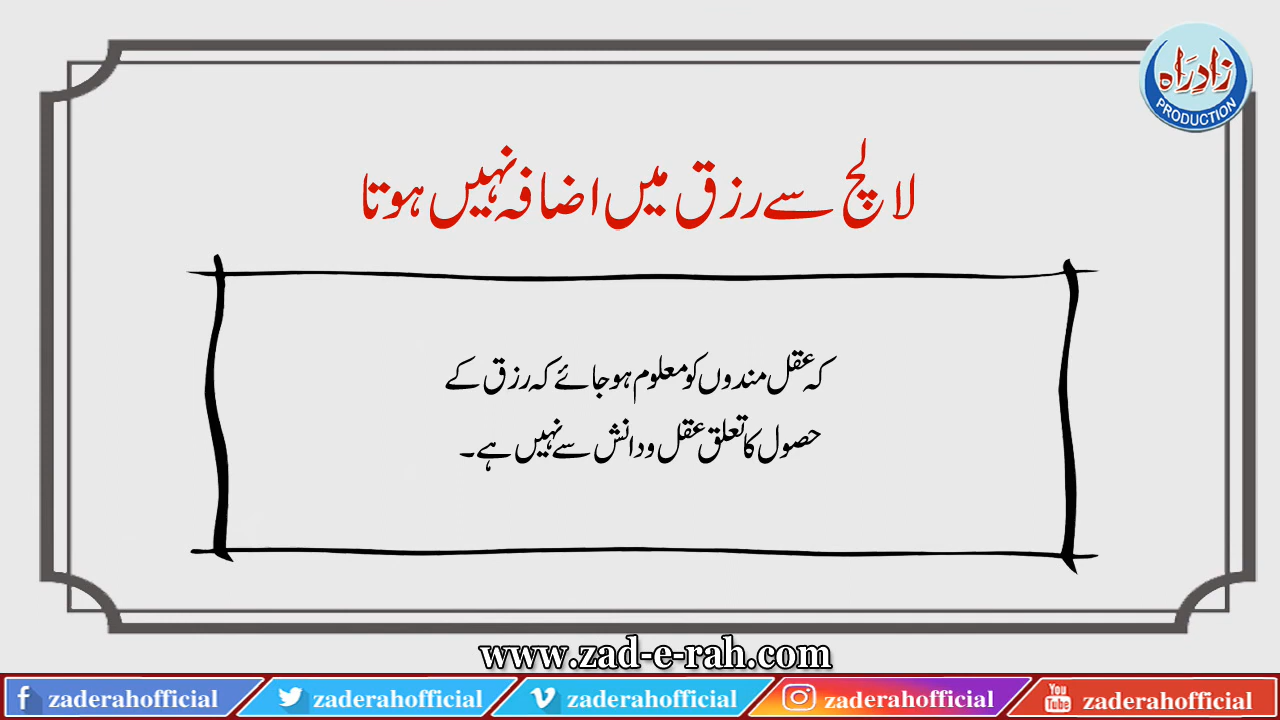 زادِراہ
PRODUCTION
لالچ سے رزق میں اضافہ نہیں ہوتا
کہ عقل مندوں کو معلوم ہو جائے کہ رزق کے
حصول کا تعلق عقل و دانش سے نہیں ہے۔
www.zad-e-rah.com
zaderahofficial zaderahofficial zaderahofficial zaderahofficial You Tube zaderahofficial